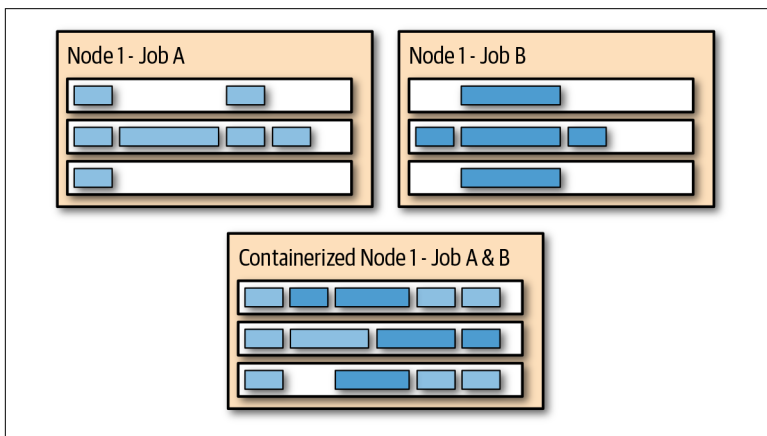 Node 1 - Job A
Node 1 - Job B
Containerized Node 1 - Job A & B